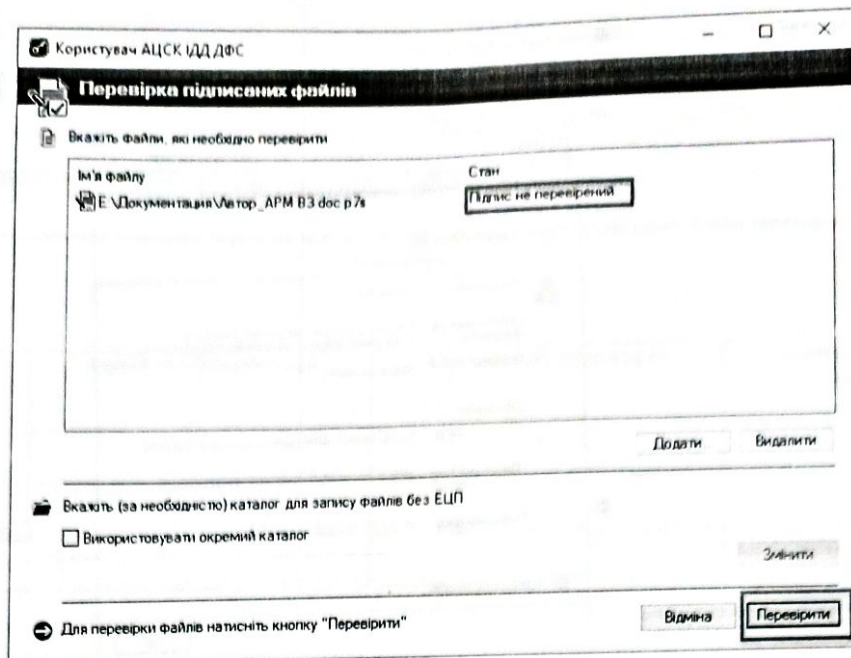 Користувач АЦСК ІДД ДФС
Перевірка підписаних файлів
Вкажіть файли, які необхідно перевірити
Ім'я файлу Стан
E:\Документация\Автор_АРМ ВЗ.doc.p7s Підпис не перевірений
Додати Видалити
Вкажіть (за необхідністю) каталог для запису файлів без ЕЦП
Використовувати окремий каталог
Змінити
Для перевірки файлів натисніть кнопку "Перевірити" Відміна Перевірити